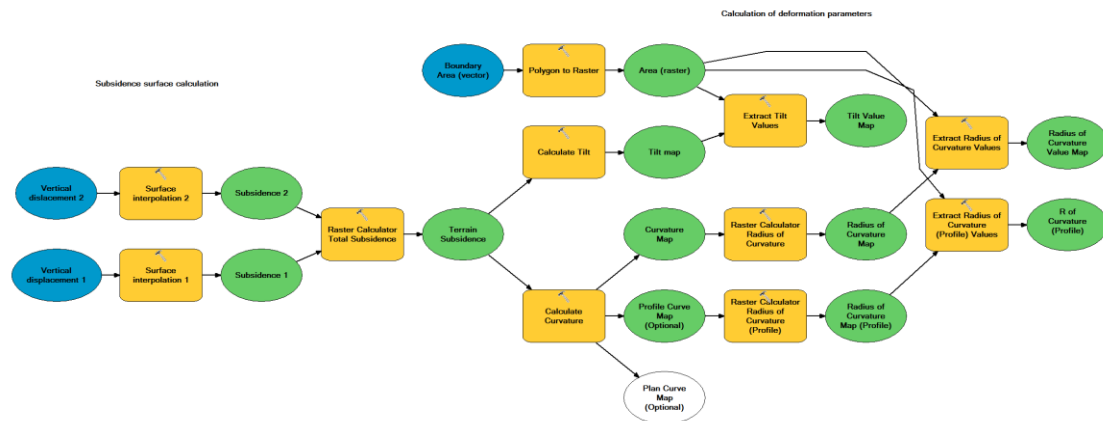 Calculation of deformation parameters
Subsidence surface calculation
Boundary
Area (vector)
Polygon to Raster
Area (raster)
Extract Tilt
Values
Tilt Value
Map
Extract Radius of
Curvature Values
Radius of
Curvature
Value Map
Calculate Tilt
Tilt map
Vertical
dislacement 2
Surface
interpolation 2
Subsidence 2
Raster Calculator
Total Subsidence
Terrain
Subsidence
Curvature
Map
Raster Calculator
Radius of
Curvature
Radius of
Curvature
Map
Extract Radius of
Curvature
(Profile) Values
R of
Curvature
(Profile)
Vertical
displacement 1
Surface
interpolation 1
Subsidence 1
Calculate
Curvature
Profile Curve
Map
(Optional)
Raster Calculator
Radius of
Curvature
(Profile)
Radius of
Curvature
Map (Profile)
Plan Curve
Map
(Optional)